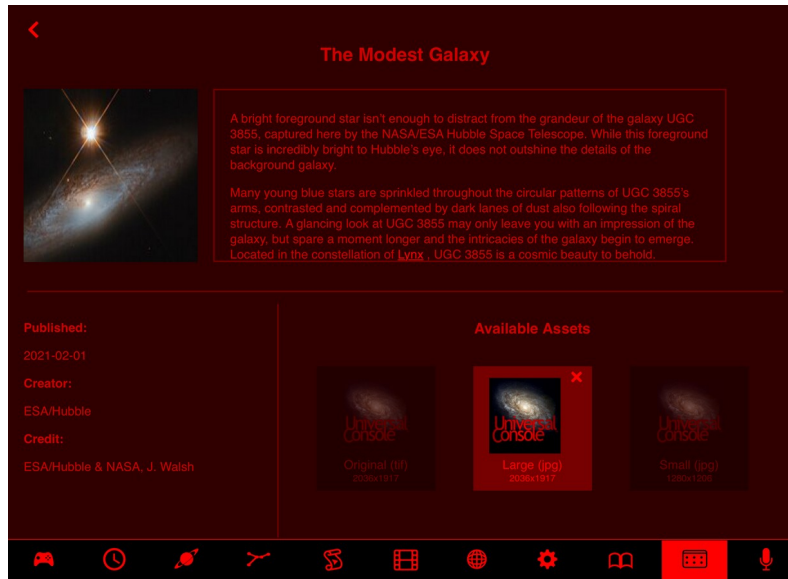 The Modest Galaxy
A bright foreground star isn't enough to distract from the grandeur of the galaxy UGC
3855, captured here by the NASA/ESA Hubble Space Telescope. While this foreground
star is incredibly bright to Hubble's eye, it does not outshine the details of the
background galaxy.
Many young blue stars are sprinkled throughout the circular patterns of UGC 3855's
arms, contrasted and complemented by dark lanes of dust also following the spiral
structure. A glancing look at UGC 3855 may only leave you with an impression of the
galaxy, but spare a moment longer and the intricacies of the galaxy begin to emerge.
Located in the constellation of Lynx , UGC 3855 is a cosmic beauty to behold.
Published:
2021-02-01
Creator:
ESA/Hubble
Credit:
ESA/Hubble & NASA, J. Walsh
Available Assets
Universal
Console
Original (tif)
2036x1917
Universal
Console
Large (jpg)
2036x1917
Universal
Console
Small (jpg)
1280x1205